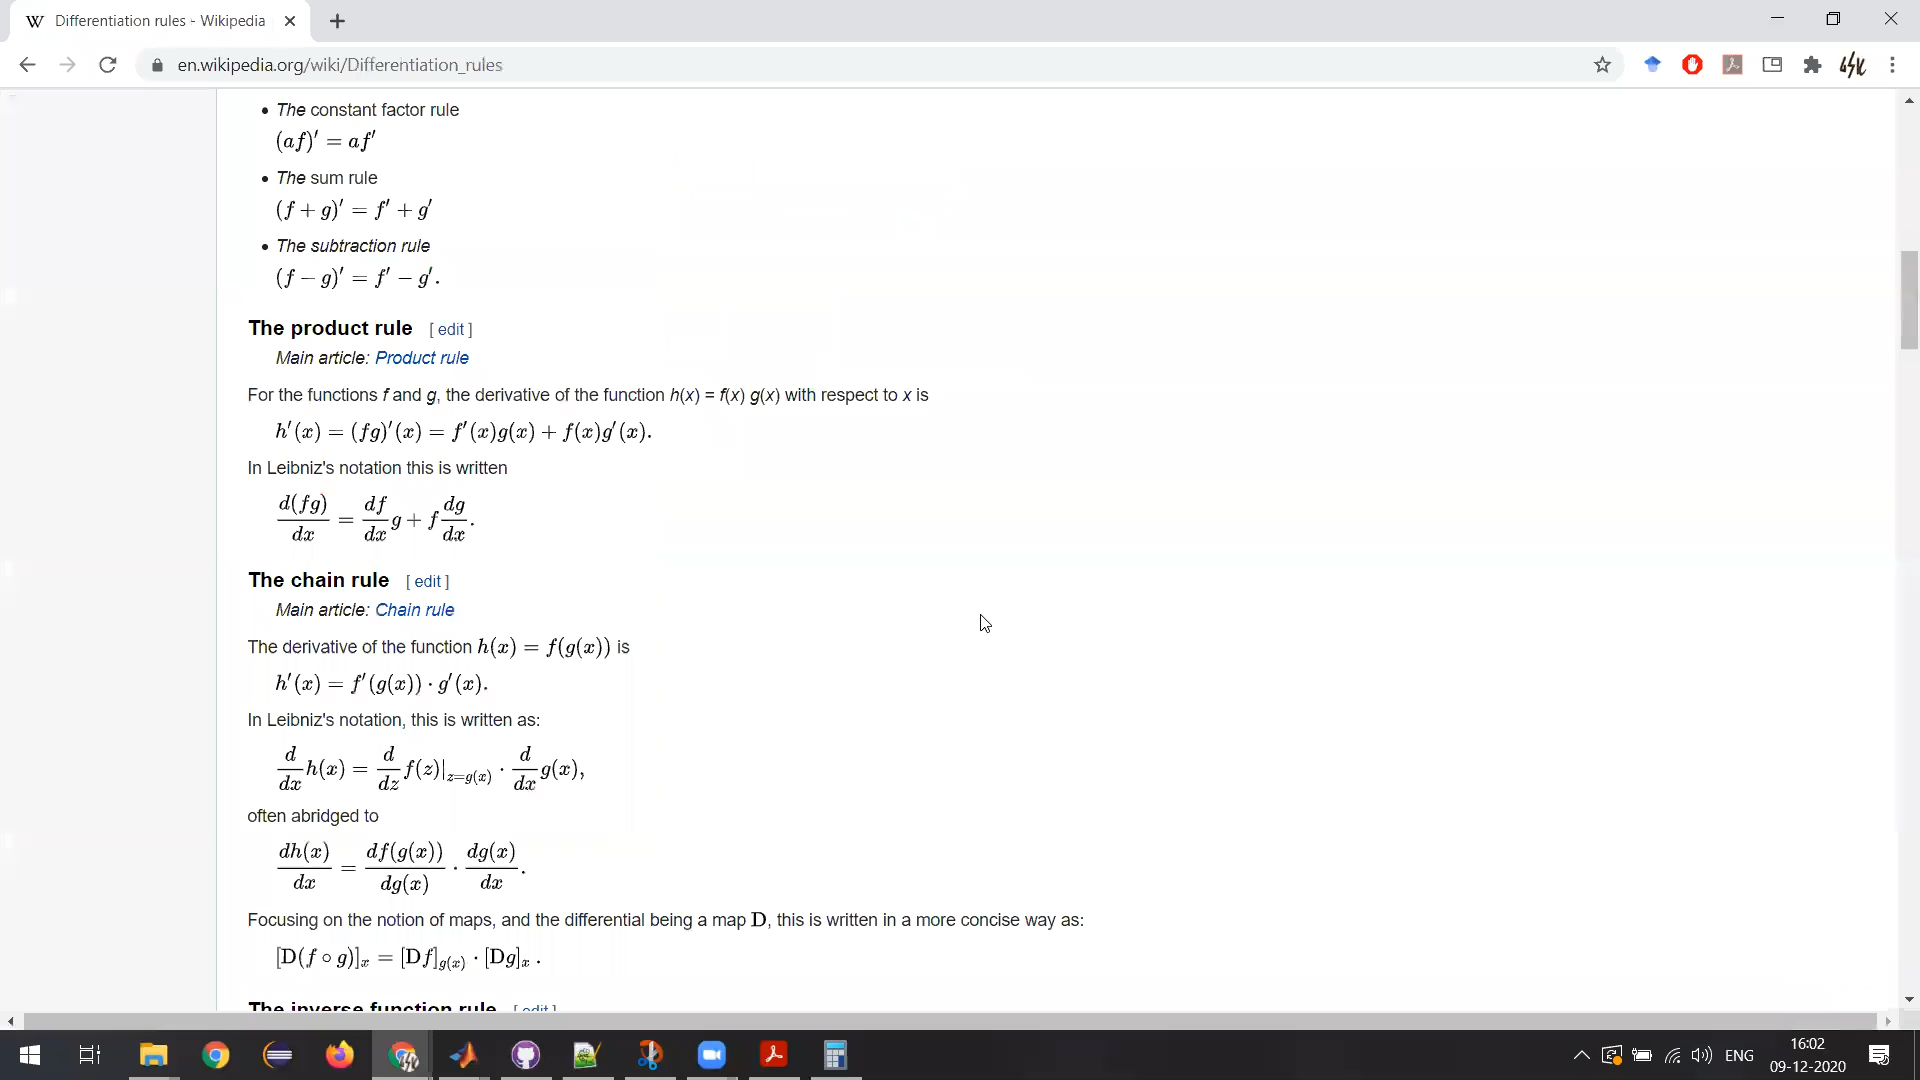 Differentiation rules - Wikipedia
en.wikipedia.org/wiki/Differentiation_rules
• The constant factor rule
(af)′ = af′
• The sum rule
(f + g)′ = f′ + g′
• The subtraction rule
(f − g)′ = f′ − g′.
The product rule [ edit ]
Main article: Product rule
For the functions f and g, the derivative of the function h(x) = f(x) g(x) with respect to x is
h′(x) = (fg)′(x) = f′(x)g(x) + f(x)g′(x).
In Leibniz's notation this is written
d(fg)/dx = df/dx g + f dg/dx.
The chain rule [ edit ]
Main article: Chain rule
The derivative of the function h(x) = f(g(x)) is
h′(x) = f′(g(x)) · g′(x).
In Leibniz's notation, this is written as:
d/dx h(x) = d/dz f(z)|z=g(x) · d/dx g(x),
often abridged to
dh(x)/dx = df(g(x))/dg(x) · dg(x)/dx.
Focusing on the notion of maps, and the differential being a map D, this is written in a more concise way as:
[D(f ∘ g)]x = [Df]g(x) · [Dg]x .
The inverse function rule [ edit ]
ENG
16:02
09-12-2020